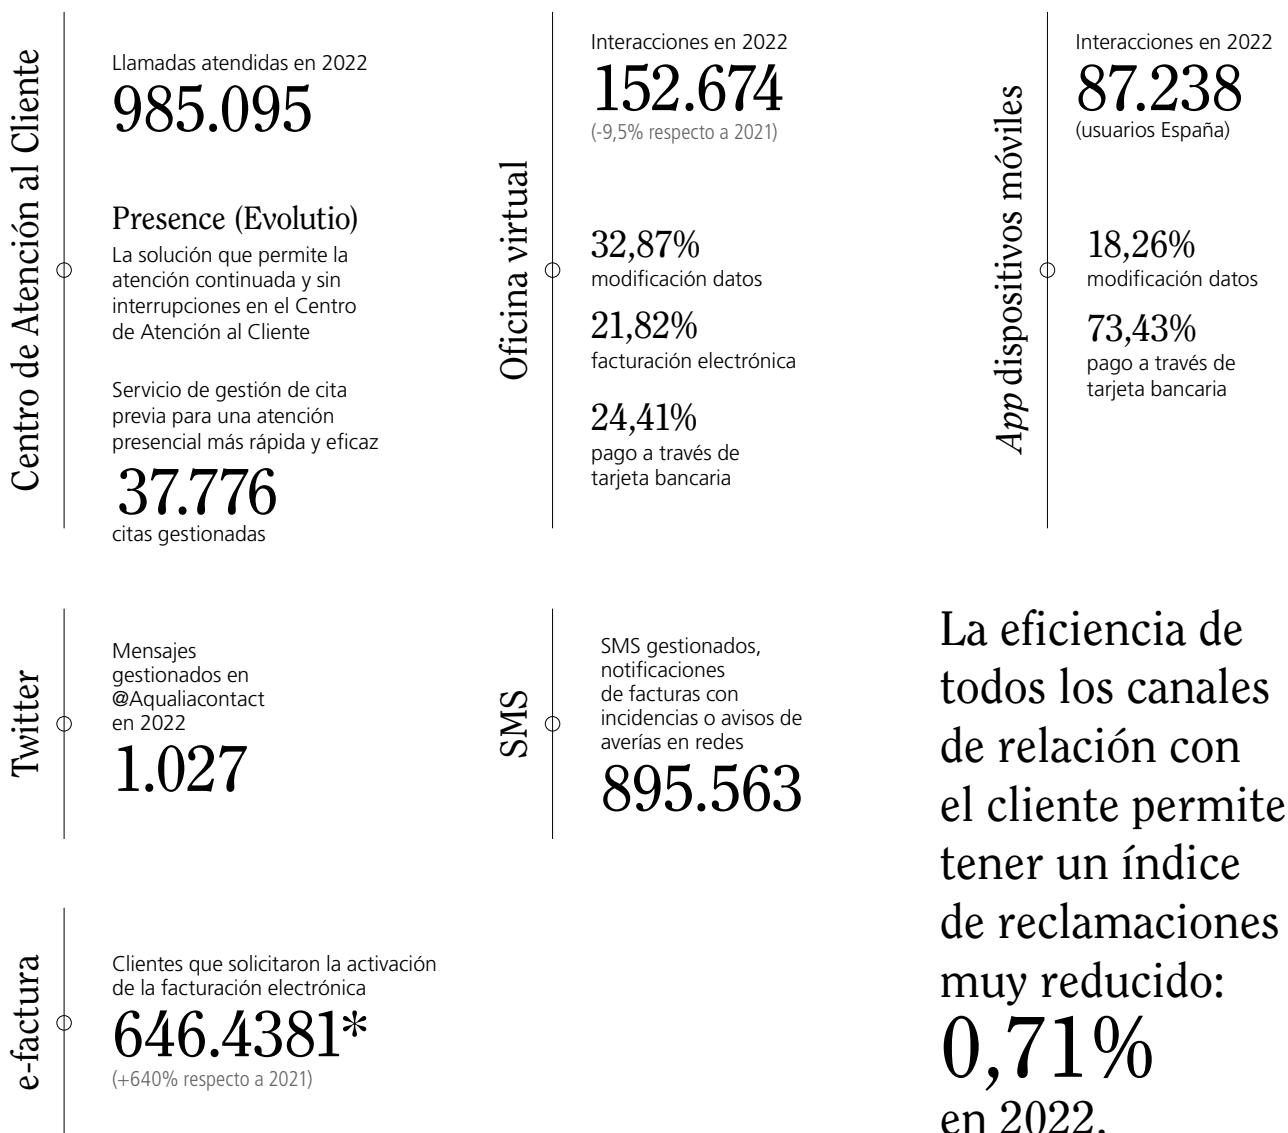 Centro de Atención al Cliente
Llamadas atendidas en 2022
985.095
Presence (Evolutio)
La solución que permite la
atención continuada y sin
interrupciones en el Centro
de Atención al Cliente
Servicio de gestión de cita
previa para una atención
presencial más rápida y eficaz
37.776
citas gestionadas
Oficina virtual
Interacciones en 2022
152.674
(-9,5% respecto a 2021)
32,87%
modificación datos
21,82%
facturación electrónica
24,41%
pago a través de
tarjeta bancaria
App dispositivos móviles
Interacciones en 2022
87.238
(usuarios España)
18,26%
modificación datos
73,43%
pago a través de
tarjeta bancaria
Twitter
Mensajes
gestionados en
@Aqualiacontact
en 2022
1.027
SMS
SMS gestionados,
notificaciones
de facturas con
incidencias o avisos de
averías en redes
895.563
e-factura
Clientes que solicitaron la activación
de la facturación electrónica
646.4381*
(+640% respecto a 2021)
La eficiencia de
todos los canales
de relación con
el cliente permite
tener un índice
de reclamaciones
muy reducido:
0,71%
en 2022.